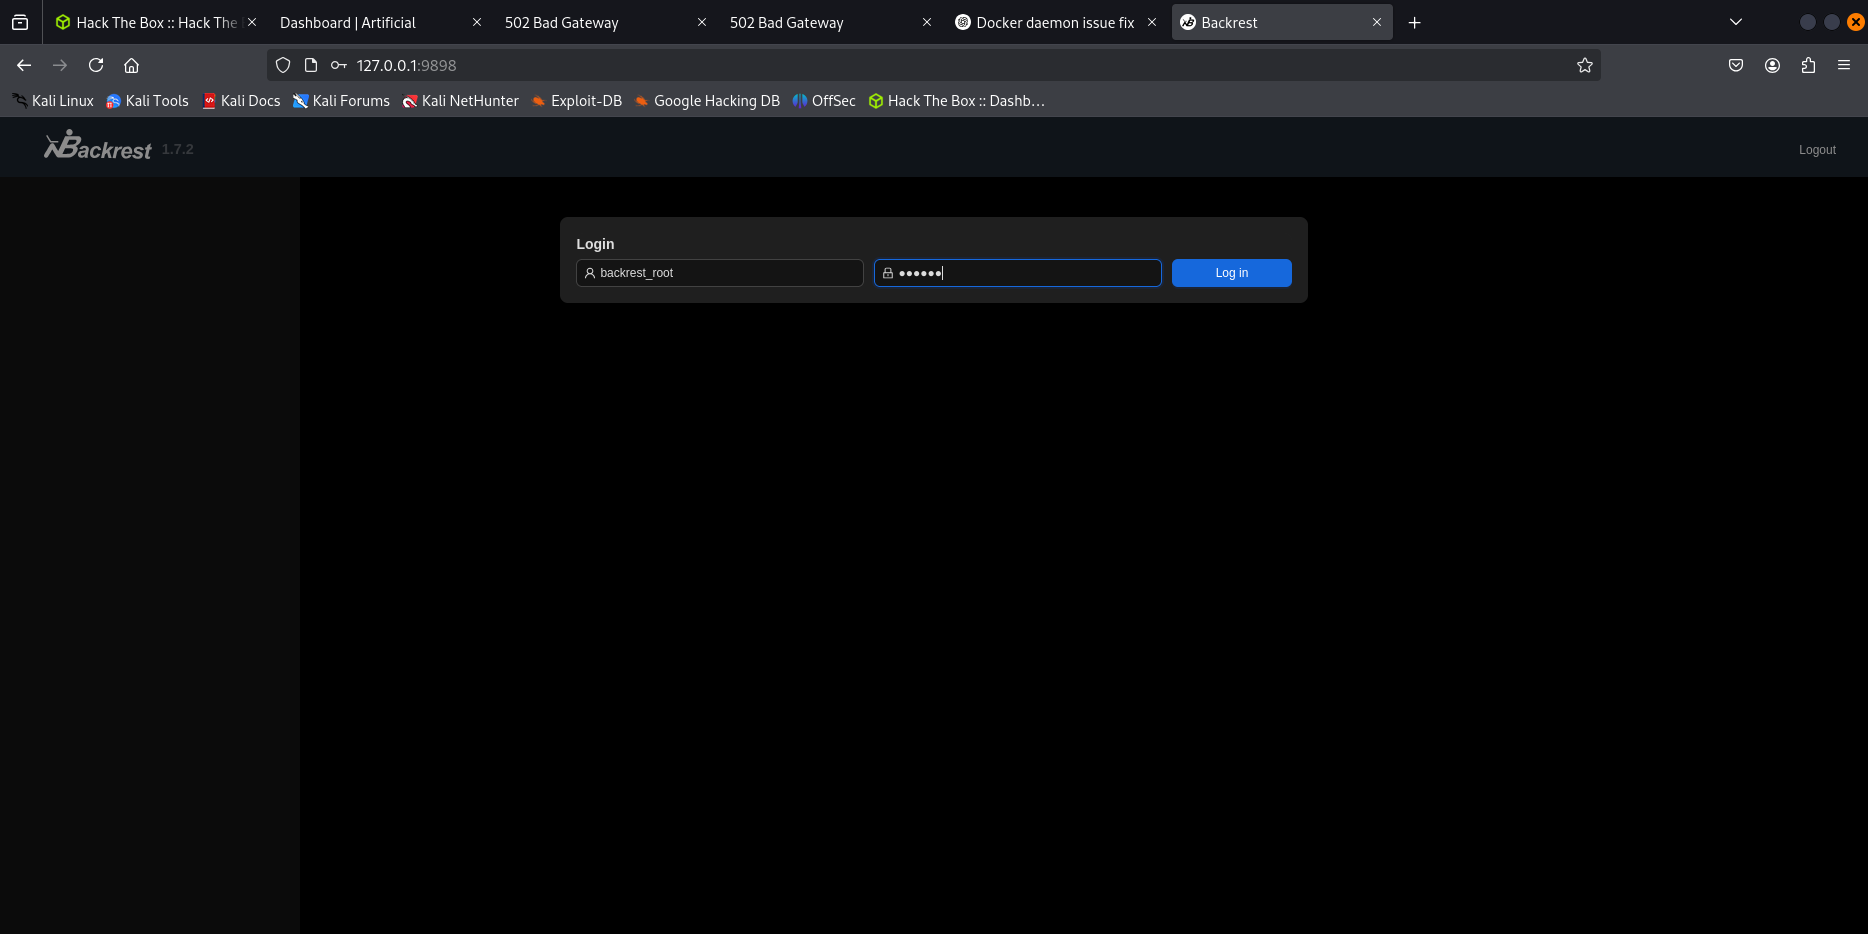 Hack The Box :: Hack The
Dashboard | Artificial
502 Bad Gateway
502 Bad Gateway
Docker daemon issue fix
Backrest
127.0.0.1:9898
Kali Linux
Kali Tools
Kali Docs
Kali Forums
Kali NetHunter
Exploit-DB
Google Hacking DB
OffSec
Hack The Box :: Dashb...
Backrest 1.7.2
Logout
Login
backrest_root
●●●●●●
Log in